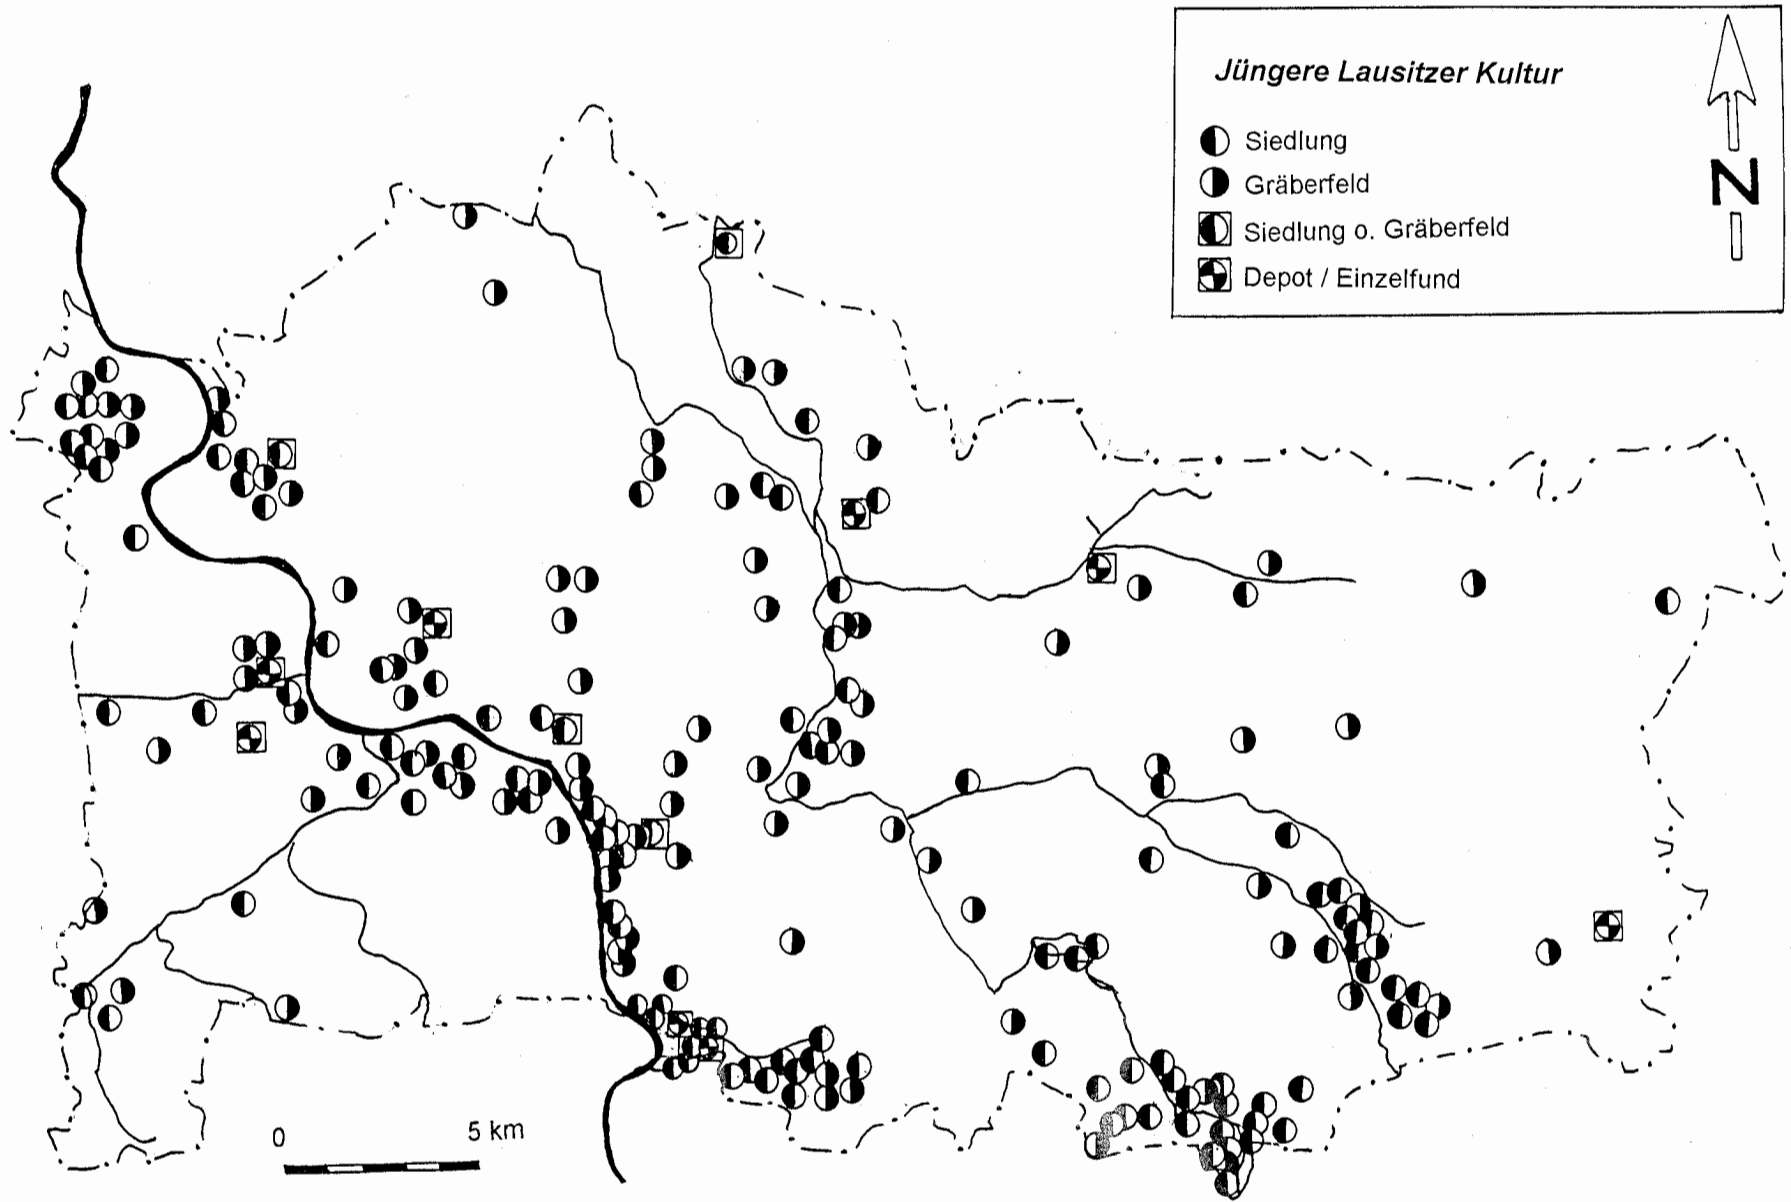 Jüngere Lausitzer Kultur
Siedlung
Gräberfeld
Siedlung o. Gräberfeld
Depot / Einzelfund
N
0
5 km